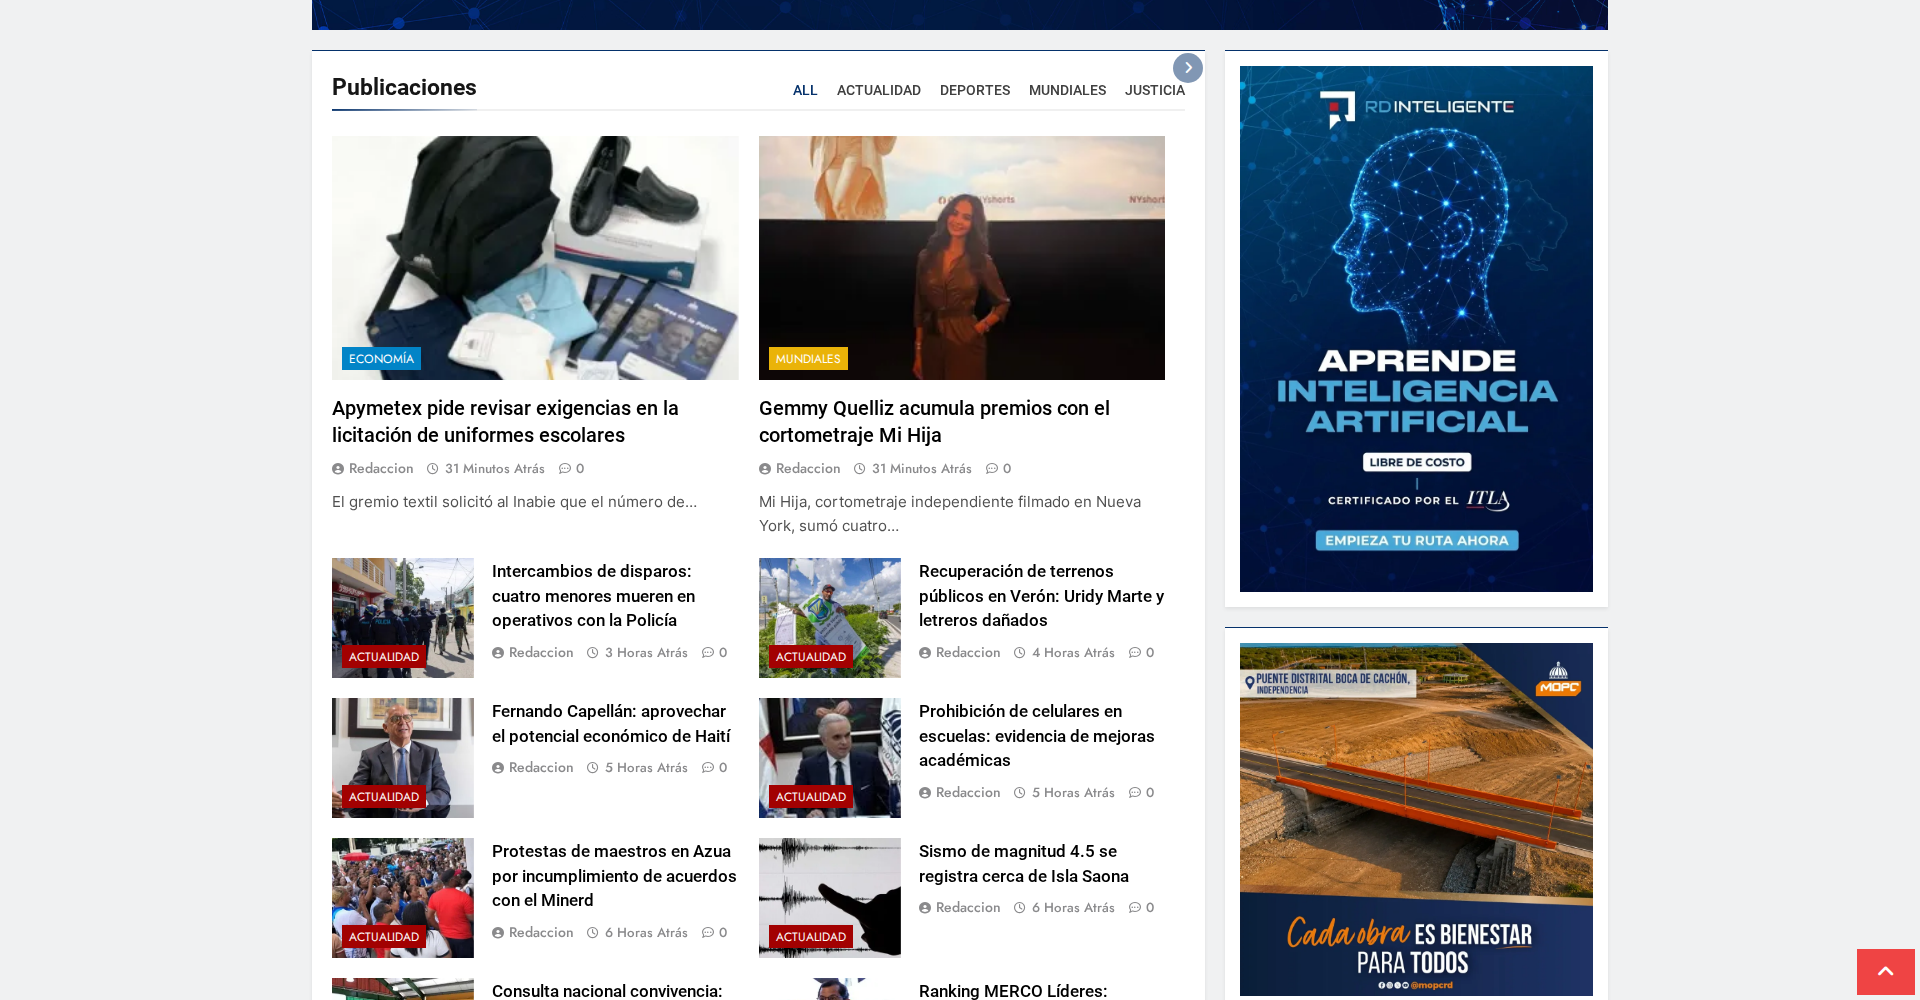 Publicaciones
ALL
ACTUALIDAD
DEPORTES
MUNDIALES
JUSTICIA
NYshorts
NYshort
ECONOMÍA
MUNDIALES
Apymetex pide revisar exigencias en la
licitación de uniformes escolares
Redaccion 31 Minutos Atrás 0
El gremio textil solicitó al Inabie que el número de...
Gemmy Quelliz acumula premios con el
cortometraje Mi Hija
Redaccion 31 Minutos Atrás 0
Mi Hija, cortometraje independiente filmado en Nueva
York, sumó cuatro...
ACTUALIDAD
Intercambios de disparos:
cuatro menores mueren en
operativos con la Policía
Redaccion 3 Horas Atrás 0
ACTUALIDAD
Recuperación de terrenos
públicos en Verón: Uridy Marte y
letreros dañados
Redaccion 4 Horas Atrás 0
ACTUALIDAD
Fernando Capellán: aprovechar
el potencial económico de Haití
Redaccion 5 Horas Atrás 0
ACTUALIDAD
Prohibición de celulares en
escuelas: evidencia de mejoras
académicas
Redaccion 5 Horas Atrás 0
ACTUALIDAD
Protestas de maestros en Azua
por incumplimiento de acuerdos
con el Minerd
Redaccion 6 Horas Atrás 0
ACTUALIDAD
Sismo de magnitud 4.5 se
registra cerca de Isla Saona
Redaccion 6 Horas Atrás 0
Consulta nacional convivencia:
Ranking MERCO Líderes:
RD INTELIGENTE
APRENDE
INTELIGENCIA
ARTIFICIAL
LIBRE DE COSTO
CERTIFICADO POR EL ITLA
EMPIEZA TU RUTA AHORA
PUENTE DISTRITAL BOCA DE CACHÓN,
INDEPENDENCIA
MOPC
Cada obra ES BIENESTAR
PARA TODOS
@mopcrd